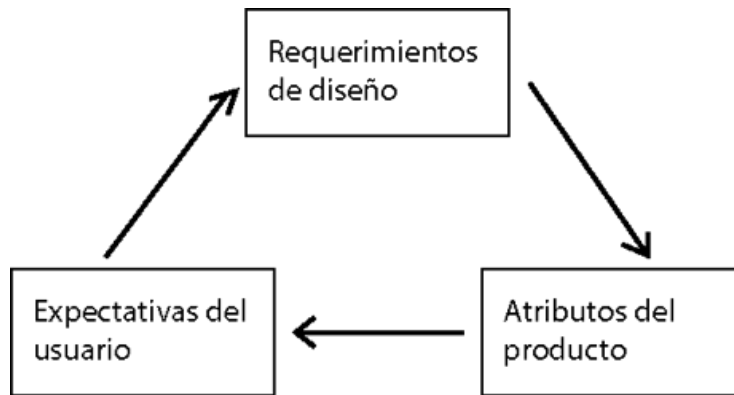 Requerimientos
de diseño
Expectativas del
usuario
Atributos del
producto